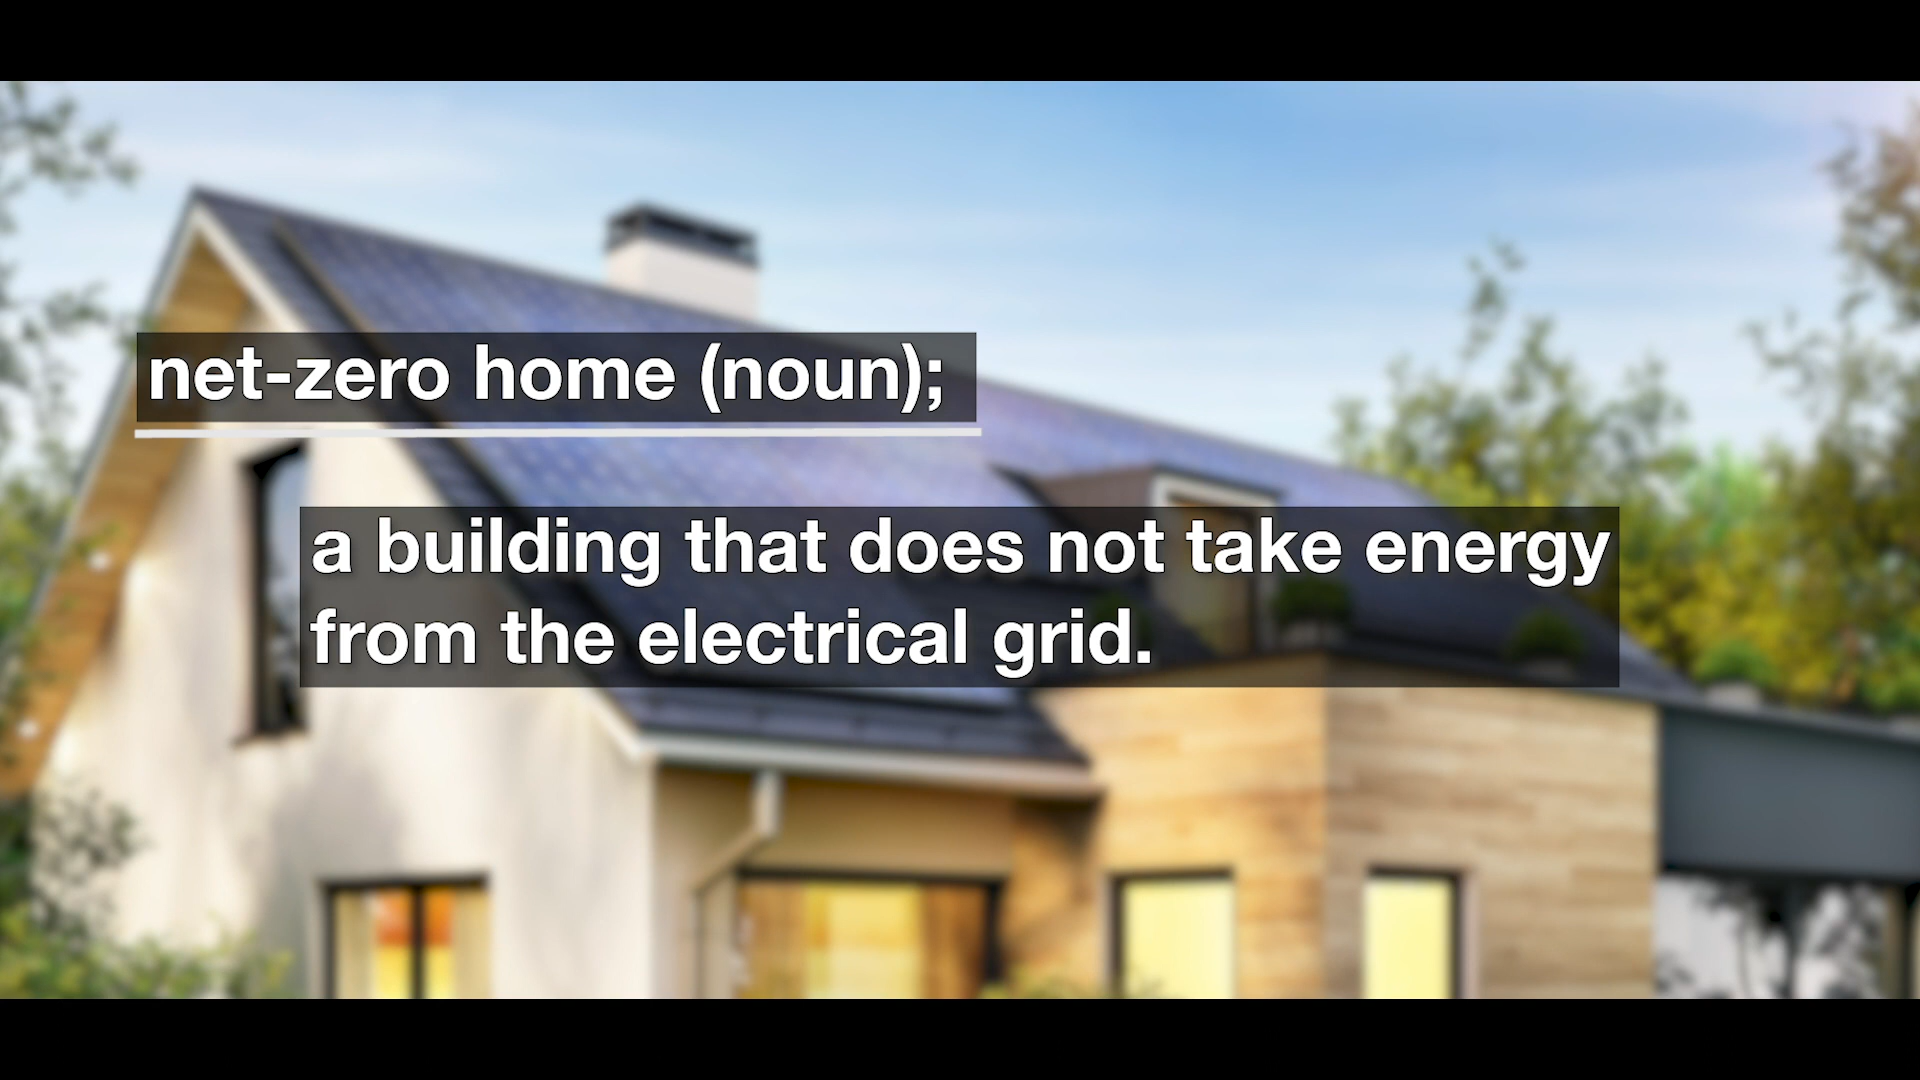 net-zero home (noun);
a building that does not take energy
from the electrical grid.